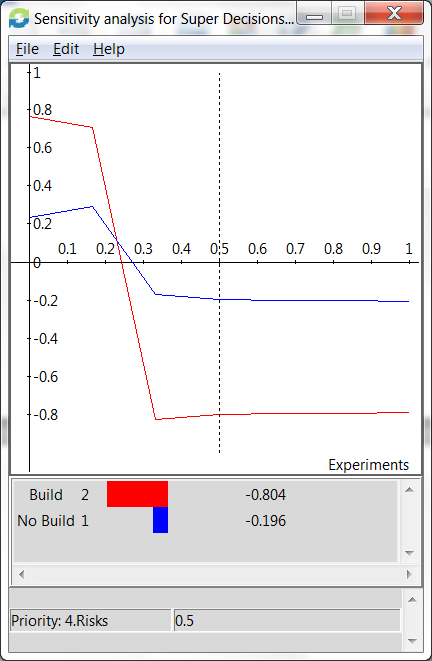 Sensitivity analysis for Super Decisions...
File Edit Help
1
0.8
0.6
0.4
0.2
0.1 0.2 0.3 0.4 0.5 0.6 0.7 0.8 0.9 1
0
-0.2
-0.4
-0.6
-0.8
Experiments
Build 2 -0.804
No Build 1 -0.196
Priority: 4.Risks 0.5